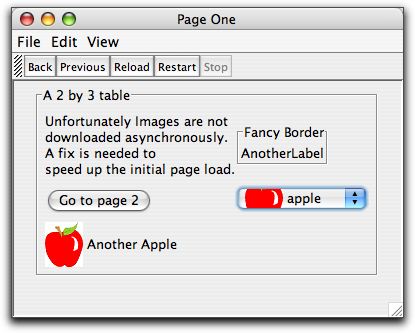 Page One
File Edit View
Back Previous Reload Restart Stop
A 2 by 3 table
Unfortunately Images are not
downloaded asynchronously.
A fix is needed to
speed up the initial page load.
Fancy Border
AnotherLabel
Go to page 2
apple
Another Apple